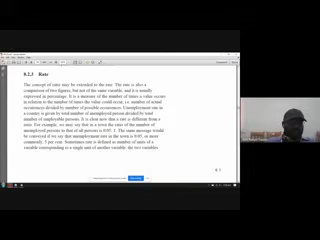 8.2.3 Rate
The concept of ratio may be extended to the rate. The rate is also a
comparison of two figures, but not of the same variable, and it is usually
expressed in percentage. It is a measure of the number of times a value occurs
in relation to the number of times the value could occur, i.e. number of actual
occurrences divided by number of possible occurrences. Unemployment rate in
a country is given by total number of unemployed person divided by total
number of employable persons. It is clear now that a rate is different from a
ratio. For example, we may say that in a town the ratio of the number of
unemployed persons to that of all persons is 0.05: 1. The same message would
be conveyed if we say that unemployment rate in the town is 0.05, or more
commonly, 5 per cent. Sometimes rate is defined as number of units of a
variable corresponding to a single unit of another variable; the two variables